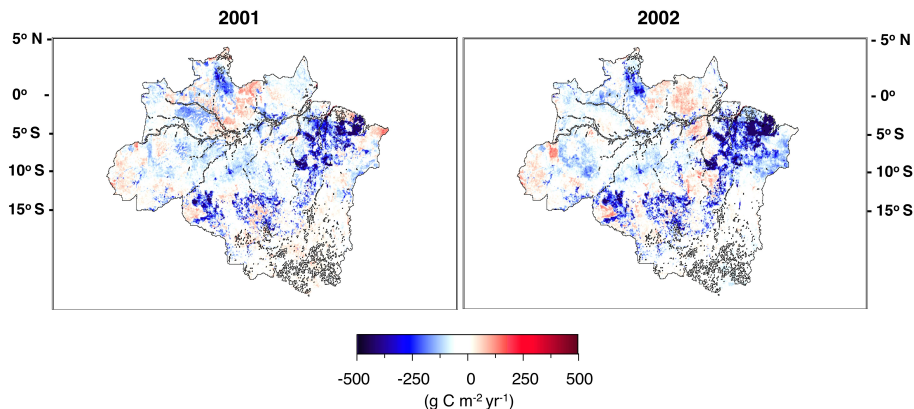 2001 2002
5º N - - 5º N
0º - - 0º
5º S - - 5º S
10º S - - 10º S
15º S - - 15º S
-500 -250 0 250 500
(g C m⁻² yr⁻¹)